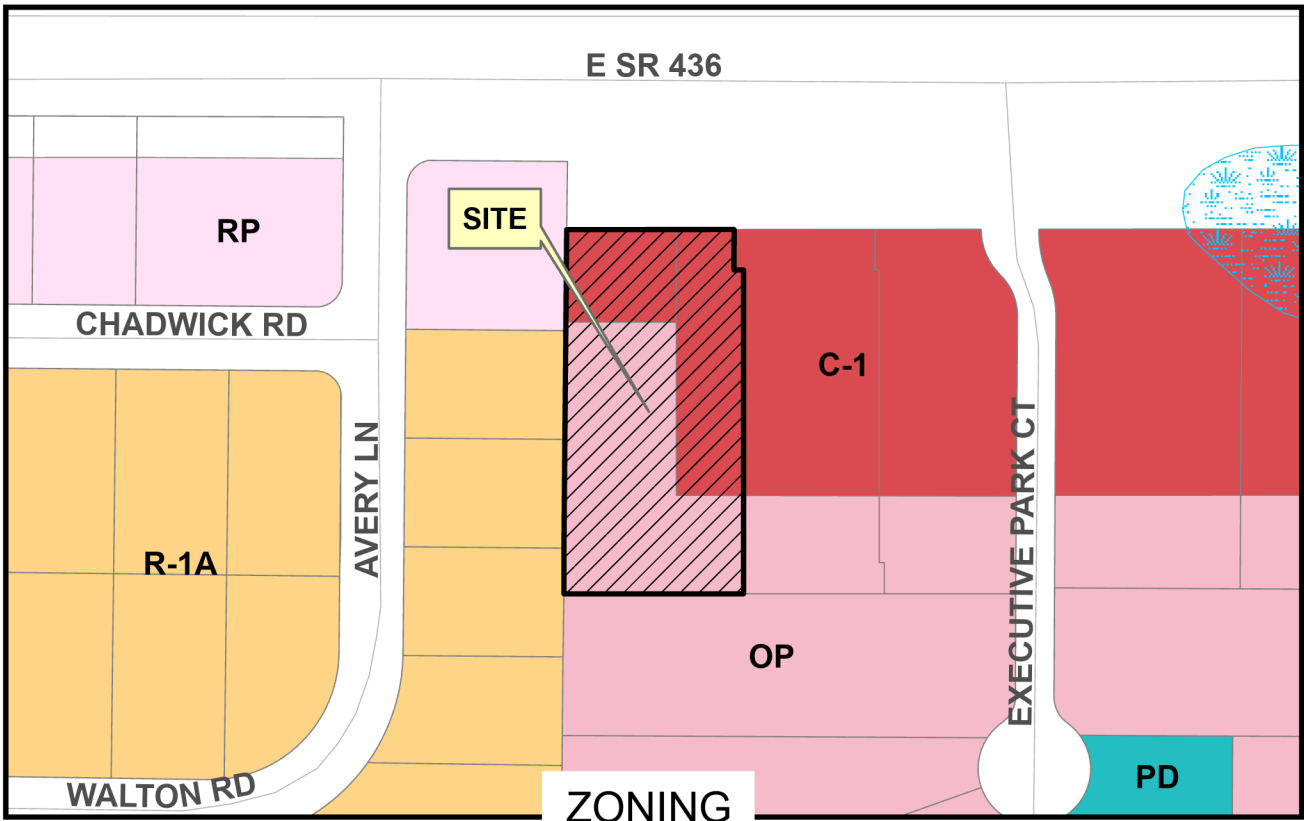 E SR 436
SITE
RP
CHADWICK RD
C-1
AVERY LN
EXECUTIVE PARK CT
R-1A
OP
WALTON RD
PD
ZONING